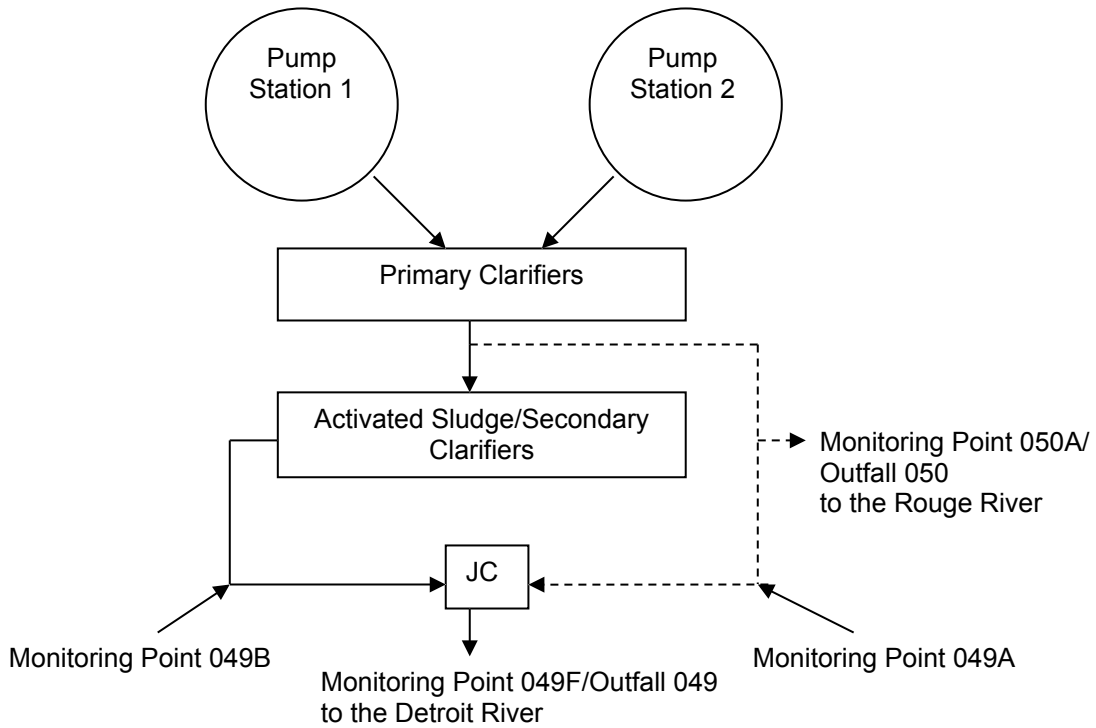 Pump
Station 1
Pump
Station 2
Primary Clarifiers
Activated Sludge/Secondary
Clarifiers
Monitoring Point 050A/
Outfall 050
to the Rouge River
JC
Monitoring Point 049B
Monitoring Point 049F/Outfall 049
to the Detroit River
Monitoring Point 049A